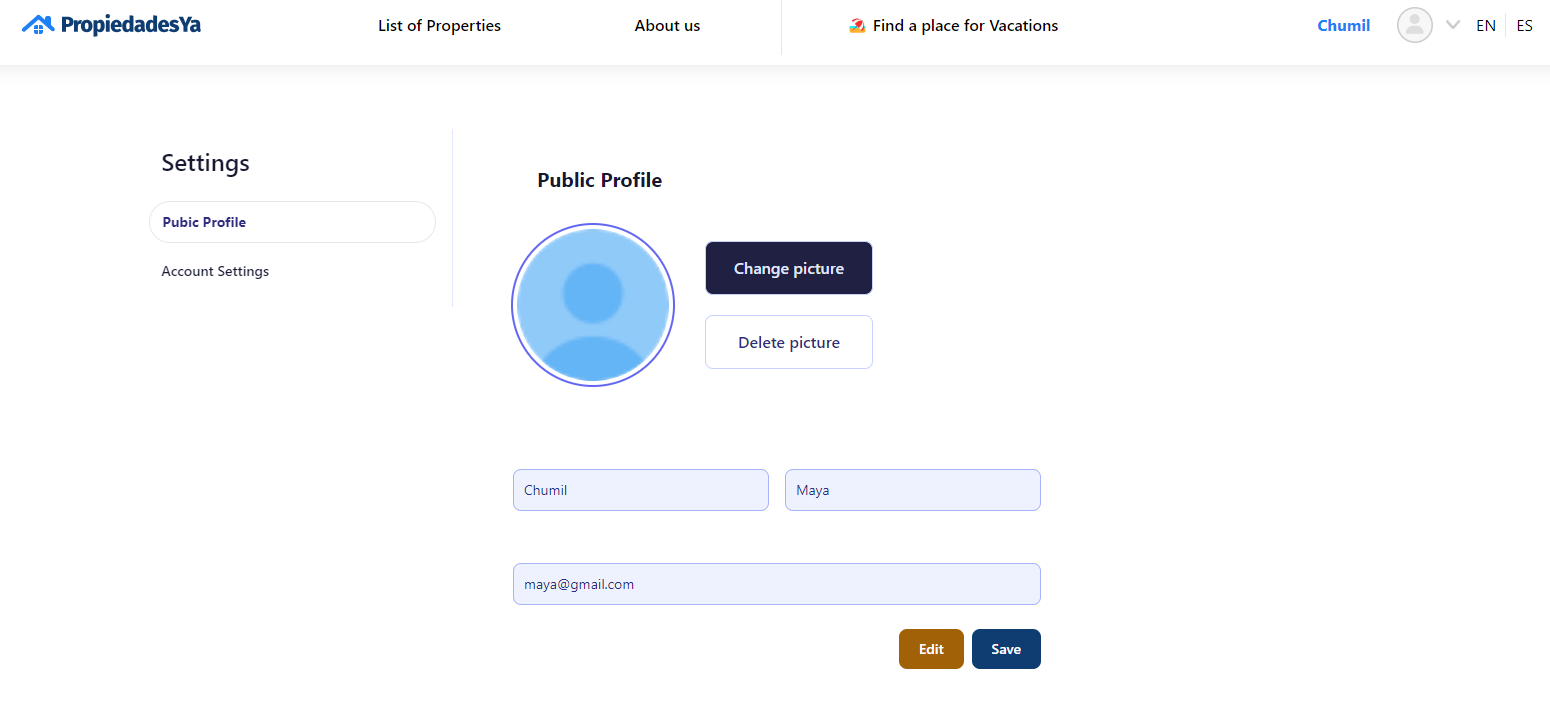 PropiedadesYa
List of Properties
About us
Find a place for Vacations
Chumil
EN
ES
Settings
Pubic Profile
Account Settings
Public Profile
Change picture
Delete picture
Chumil
Maya
maya@gmail.com
Edit
Save